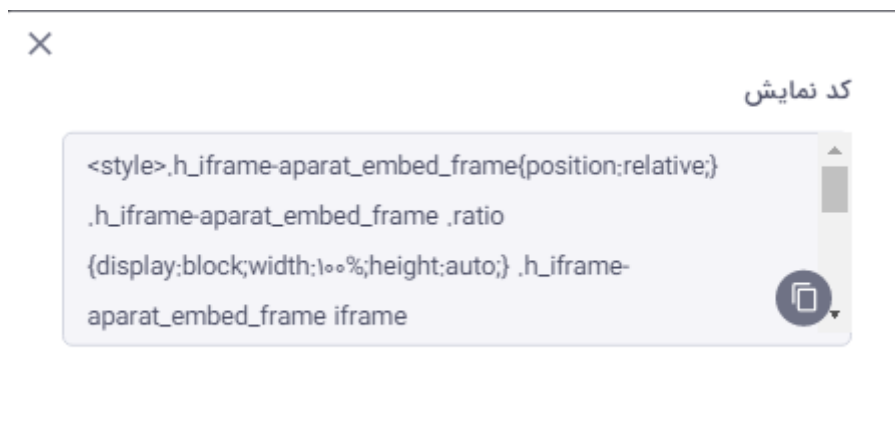 کد نمایش
<style>.h_iframe-aparat_embed_frame{position:relative;}
.h_iframe-aparat_embed_frame .ratio
{display:block;width:۱۰۰%;height:auto;} .h_iframe-
aparat_embed_frame iframe